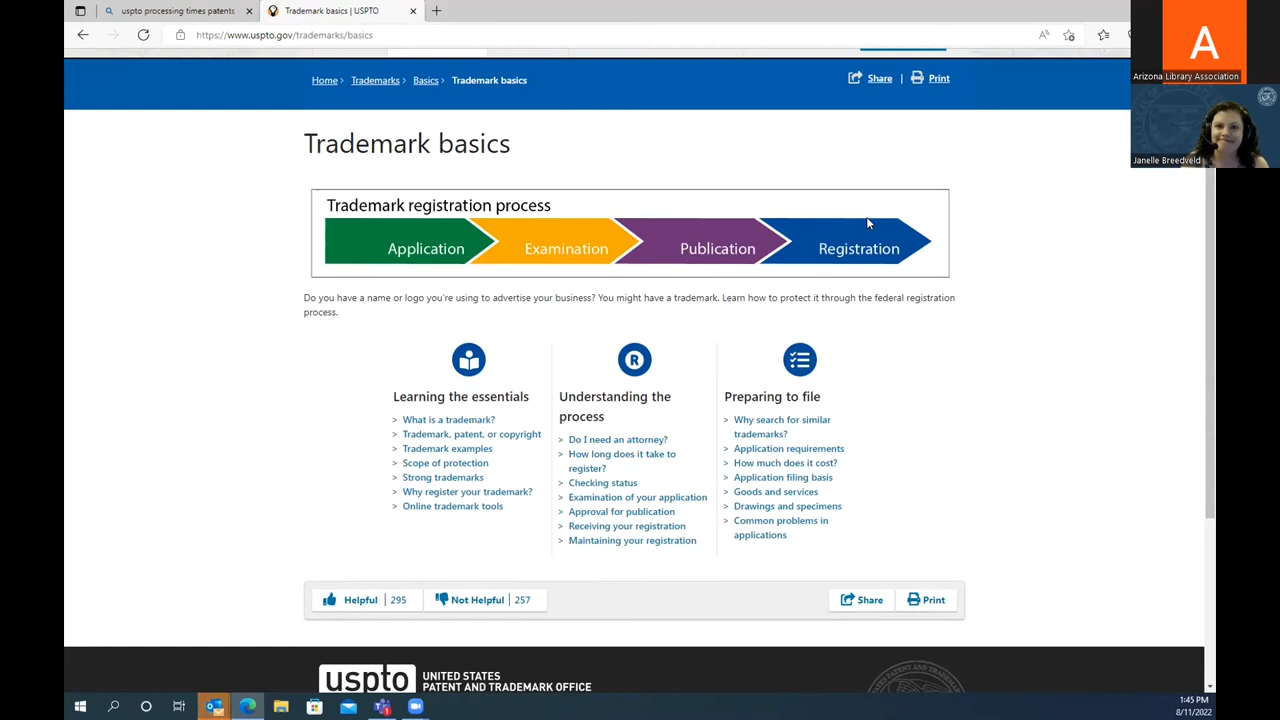 uspto processing times patents
Trademark basics | USPTO
https://www.uspto.gov/trademarks/basics
Home > Trademarks > Basics > Trademark basics
Share | Print
A
Arizona Library Association
Janelle Breedveld
Trademark basics
Trademark registration process
Application
Examination
Publication
Registration
Do you have a name or logo you're using to advertise your business? You might have a trademark. Learn how to protect it through the federal registration
process.
Learning the essentials
> What is a trademark?
> Trademark, patent, or copyright
> Trademark examples
> Scope of protection
> Strong trademarks
> Why register your trademark?
> Online trademark tools
R
Understanding the
process
> Do I need an attorney?
> How long does it take to
register?
> Checking status
> Examination of your application
> Approval for publication
> Receiving your registration
> Maintaining your registration
Preparing to file
> Why search for similar
trademarks?
> Application requirements
> How much does it cost?
> Application filing basis
> Goods and services
> Drawings and specimens
> Common problems in
applications
Helpful | 295
Not Helpful | 257
Share
Print
uspto
UNITED STATES
PATENT AND TRADEMARK OFFICE
1:45 PM
8/11/2022